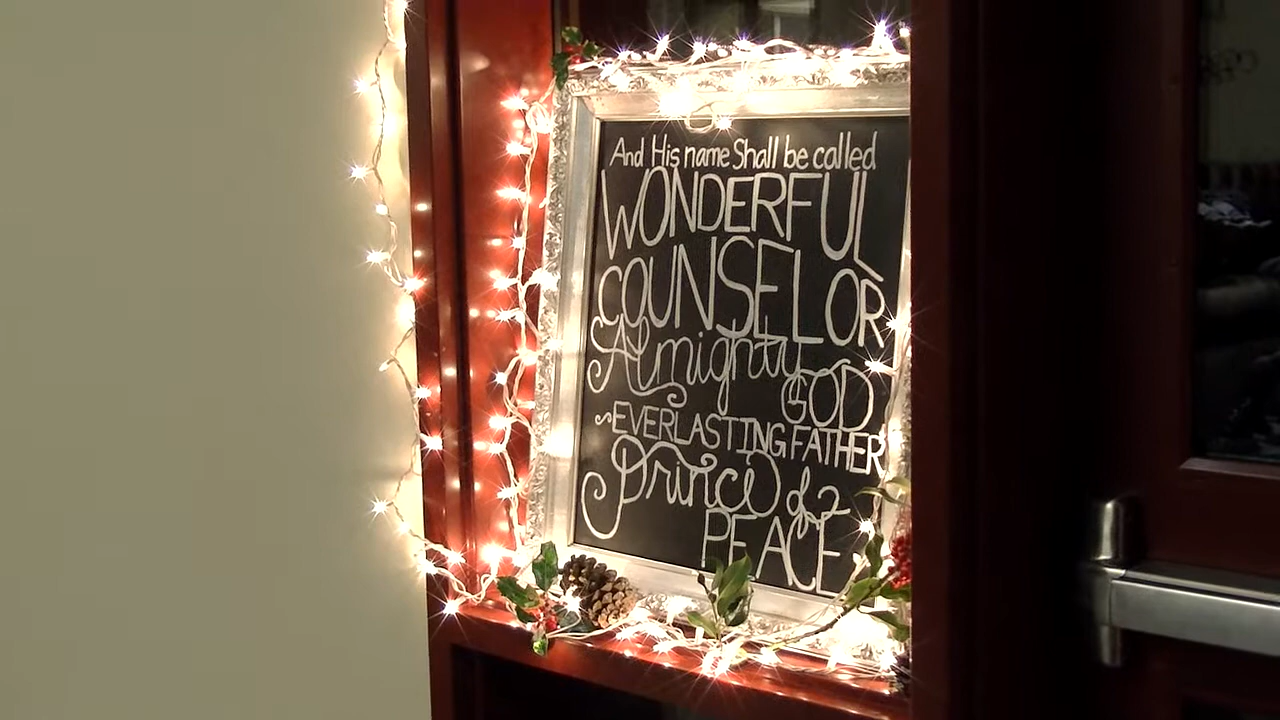 And His name Shall be called
WONDERFUL
COUNSELOR
Almighty
GOD
~EVERLASTING FATHER
Prince of
PEACE